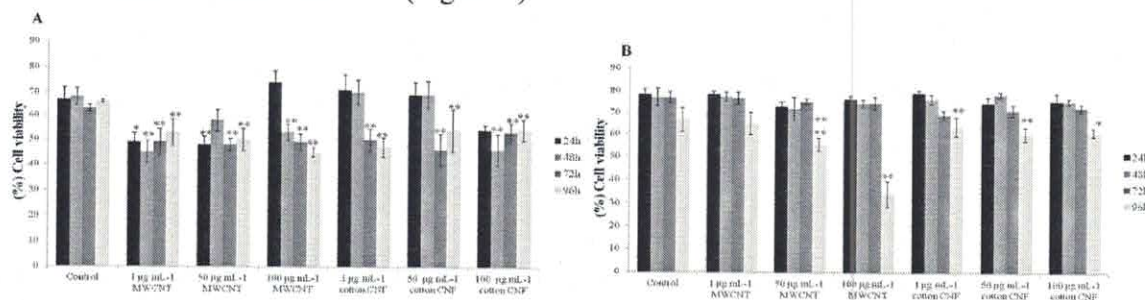 A
(%) Cell viability
90
80
70
60
50
40
30
20
10
0
* ** ** **
** ** **
** ** **
** **
** **
** ** **
24h
48h
72h
96h
Control
1 µg mL-1 MWCNT
50 µg mL-1 MWCNT
100 µg mL-1 MWCNT
1 µg mL-1 cotton CNF
50 µg mL-1 cotton CNF
100 µg mL-1 cotton CNF
B
(%) Cell viability
90
80
70
60
50
40
30
20
10
0
**
**
**
**
**
*
24h
48h
72h
96h
Control
1 µg mL-1 MWCNT
50 µg mL-1 MWCNT
100 µg mL-1 MWCNT
1 µg mL-1 cotton CNF
50 µg mL-1 cotton CNF
100 µg mL-1 cotton CNF